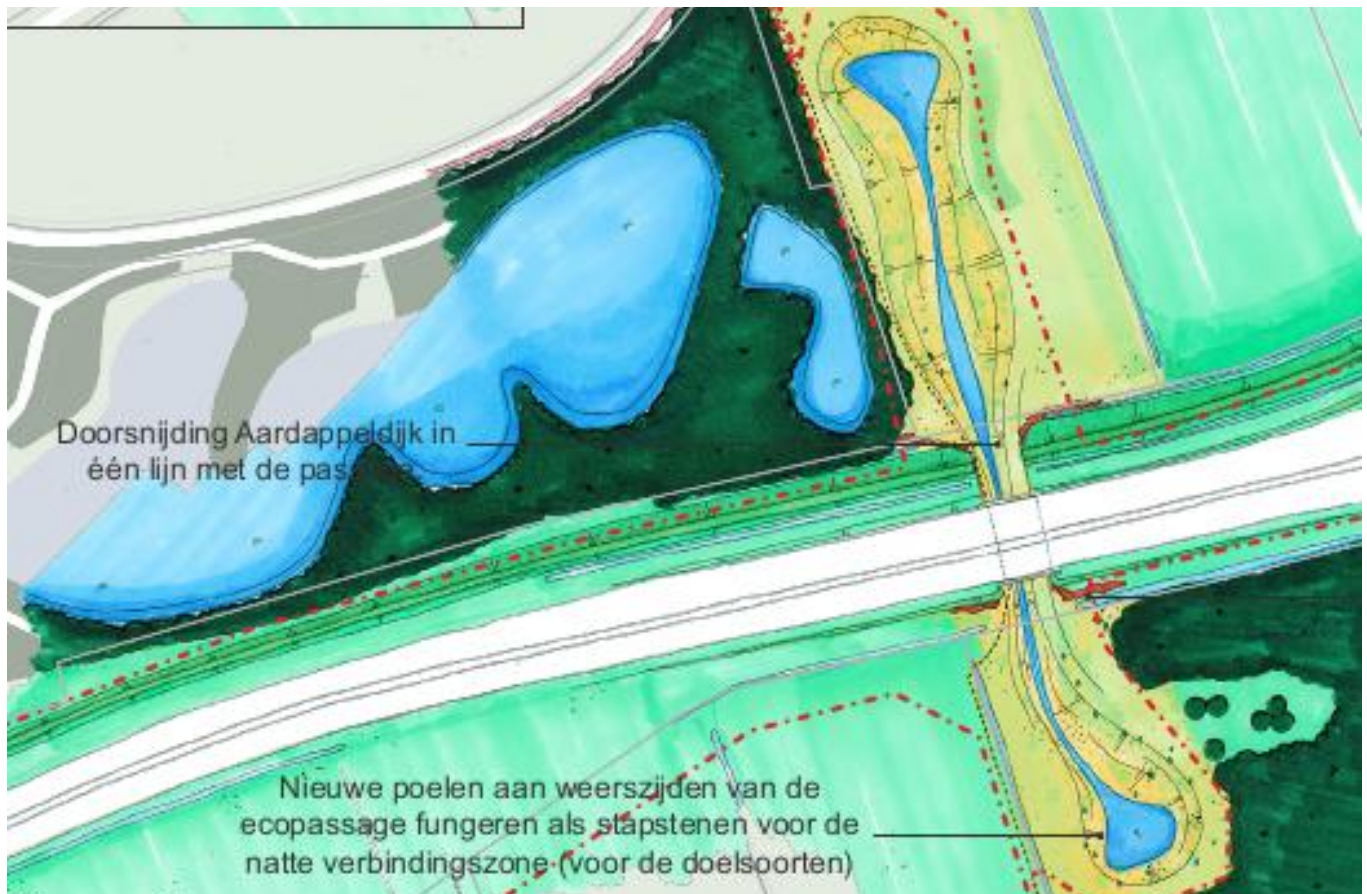 Doorsnijding Aardappeldijk in
één lijn met de
Nieuwe poelen aan weerszijden van de
ecopassage fungeren als stapstenen voor de
natte verbindingszone (voor de doelsoorten)